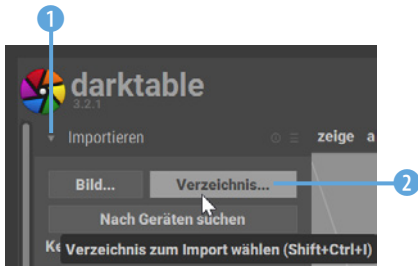 1
darktable
3.2.1
Importieren
zeige a
Bild...
Verzeichnis...
2
Nach Geräten suchen
Ke
Verzeichnis zum Import wählen (Shift+Ctrl+I)